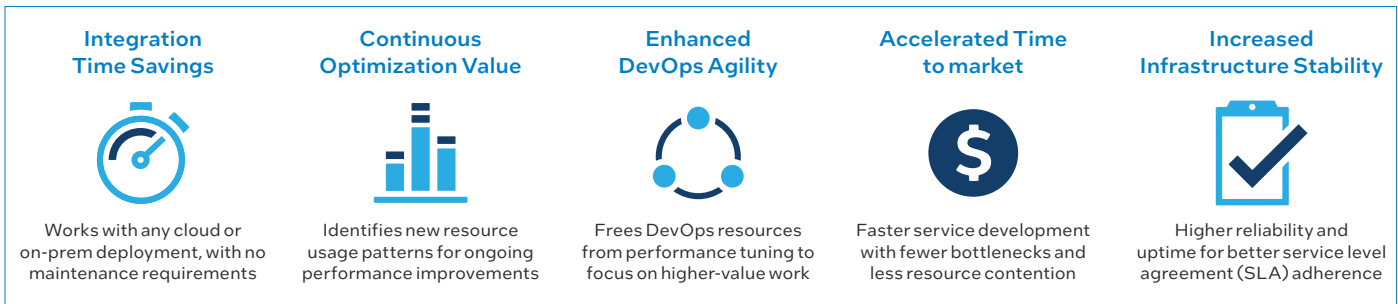 Integration
Time Savings
Works with any cloud or
on-prem deployment, with no
maintenance requirements
Continuous
Optimization Value
Identifies new resource
usage patterns for ongoing
performance improvements
Enhanced
DevOps Agility
Frees DevOps resources
from performance tuning to
focus on higher-value work
Accelerated Time
to market
$
Faster service development
with fewer bottlenecks and
less resource contention
Increased
Infrastructure Stability
Higher reliability and
uptime for better service level
agreement (SLA) adherence